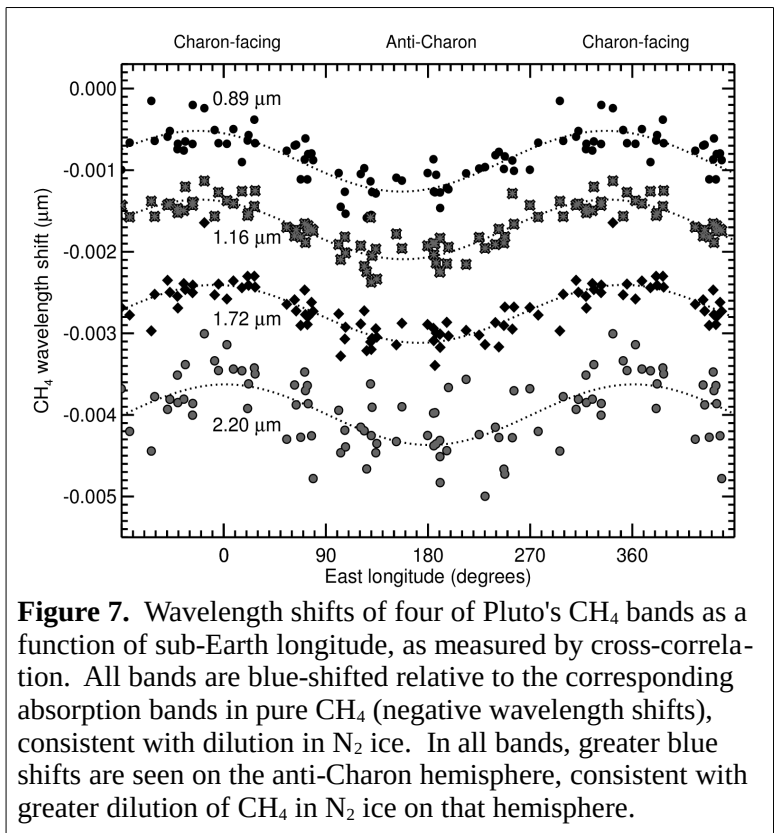 Charon-facing Anti-Charon Charon-facing
0.000
0.89 μm
-0.001
1.16 μm
-0.002
1.72 μm
-0.003
2.20 μm
-0.004
-0.005
CH₄ wavelength shift (μm)
0 90 180 270 360
East longitude (degrees)
Figure 7. Wavelength shifts of four of Pluto's CH₄ bands as a
function of sub-Earth longitude, as measured by cross-correla-
tion. All bands are blue-shifted relative to the corresponding
absorption bands in pure CH₄ (negative wavelength shifts),
consistent with dilution in N₂ ice. In all bands, greater blue
shifts are seen on the anti-Charon hemisphere, consistent with
greater dilution of CH₄ in N₂ ice on that hemisphere.